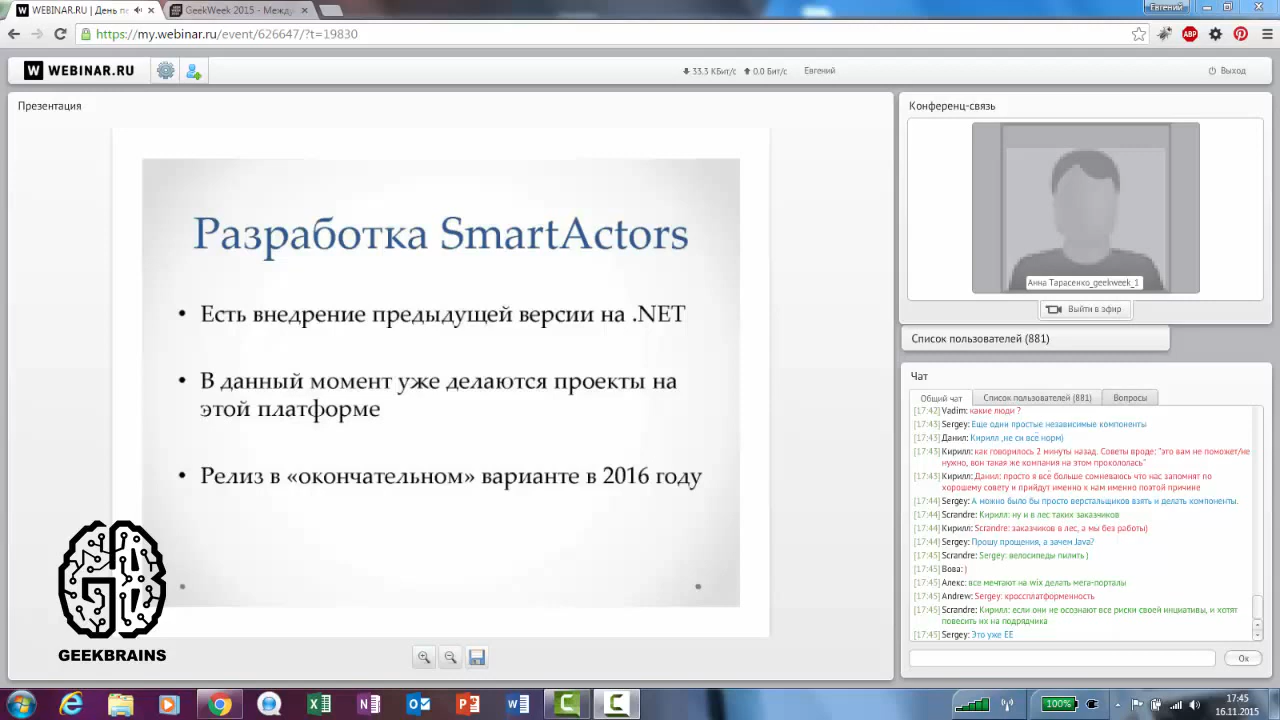 WEBINAR.RU | День п
GeekWeek 2015 - Между
Евгений
https://my.webinar.ru/event/626647/?t=19830
ABP
W WEBINAR.RU
33.3 КБит/с
0.0 Бит/с
Евгений
Выход
Презентация
Разработка SmartActors
• Есть внедрение предыдущей версии на .NET
• В данный момент уже делаются проекты на
этой платформе
• Релиз в «окончательном» варианте в 2016 году
GEEKBRAINS
Конференц-связь
Анна Тарасенко_geekweek_1
Выйти в эфир
Список пользователей (881)
Чат
Общий чат
Список пользователей (881)
Вопросы
[17:42] Vadim: какие люди ?
[17:43] Sergey: Еще одни простые независимые компоненты
[17:43] Данил: Кирилл ,не си всё норм)
[17:43] Кирилл: как говорилось 2 минуты назад. Советы вроде: "это вам не поможет/не
нужно, вон такая же компания на этом прокололась"
[17:43] Кирилл: Данил: просто я все больше сомневаюсь что нас запомнят по
хорошему совету и прийдут именно к нам именно поэтой причине
[17:44] Sergey: А можно было бы просто верстальщиков взять и делать компоненты.
[17:44] Scrandre: Кирилл: ну и в лес таких заказчиков
[17:44] Кирилл: Scrandre: заказчиков в лес, а мы без работы)
[17:44] Sergey: Прошу прощения, а зачем Java?
[17:45] Scrandre: Sergey: велосипеды пилить )
[17:45] Вова: )
[17:45] Алекс: все мечтают на wix делать мега-порталы
[17:45] Andrew: Sergey: кроссплатформенность
[17:45] Scrandre: Кирилл: если они не осознают все риски своей инициативы, и хотят
повесить их на подрядчика
[17:45] Sergey: Это уже ЕЕ
Ок
100%
17:45
16.11.2015